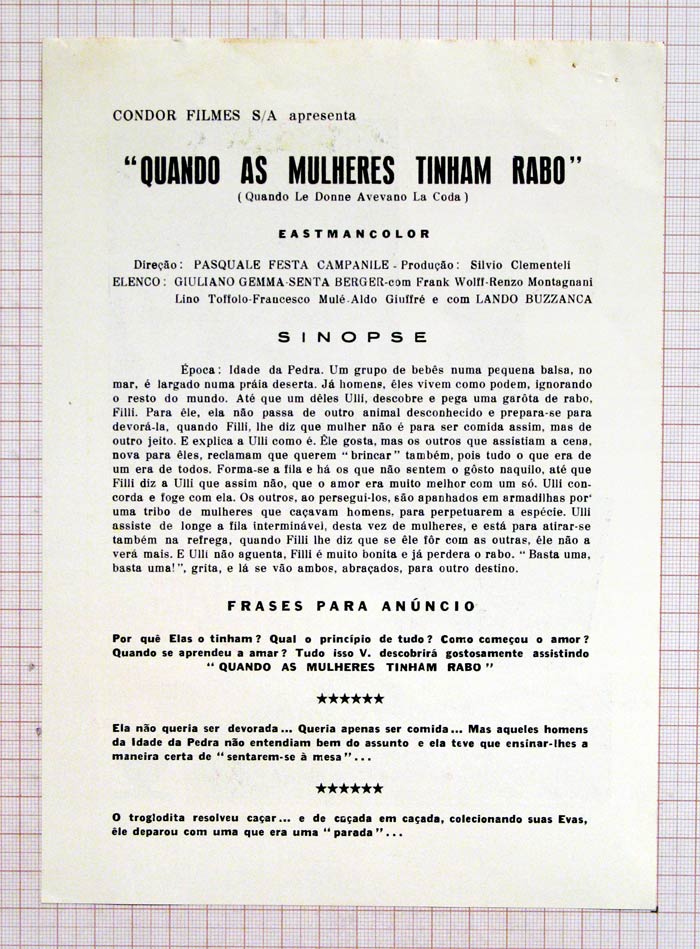 CONDOR FILMES S/A apresenta
“QUANDO AS MULHERES TINHAM RABO”
( Quando Le Donne Avevano La Coda )
EASTMANCOLOR
Direção: PASQUALE FESTA CAMPANILE - Produção: Silvio Clementeli
ELENCO: GIULIANO GEMMA-SENTA BERGER-com Frank Wolff-Renzo Montagnani
Lino Toffolo-Francesco Mulé-Aldo Giuffré e com LANDO BUZZANCA
SINOPSE
Época: Idade da Pedra. Um grupo de bebês numa pequena balsa, no
mar, é largado numa práia deserta. Já homens, êles vivem como podem, ignorando
o resto do mundo. Até que um dêles Ulli, descobre e pega uma garôta de rabo,
Filli. Para êle, ela não passa de outro animal desconhecido e prepara-se para
devorá-la, quando Filli, lhe diz que mulher não é para ser comida assim, mas de
outro jeito. E explica a Ulli como é. Êle gosta, mas os outros que assistiam a cena,
nova para êles, reclamam que querem “brincar” também, pois tudo o que era de
um era de todos. Forma-se a fila e há os que não sentem o gôsto naquilo, até que
Filli diz a Ulli que assim não, que o amor era muito melhor com um só. Ulli con-
corda e foge com ela. Os outros, ao persegui-los, são apanhados em armadilhas por
uma tribo de mulheres que caçavam homens, para perpetuarem a espécie. Ulli
assiste de longe a fila interminável, desta vez de mulheres, e está para atirar-se
também na refrega, quando Filli lhe diz que se êle fôr com as outras, êle não a
verá mais. E Ulli não aguenta, Filli é muito bonita e já perdera o rabo. “Basta uma,
basta uma!”, grita, e lá se vão ambos, abraçados, para outro destino.
FRASES PARA ANÚNCIO
Por quê Elas o tinham? Qual o princípio de tudo? Como começou o amor?
Quando se aprendeu a amar? Tudo isso V. descobrirá gostosamente assistindo
“QUANDO AS MULHERES TINHAM RABO”
★★★★★★
Ela não queria ser devorada... Queria apenas ser comida... Mas aqueles homens
da Idade da Pedra não entendiam bem do assunto e ela teve que ensinar-lhes a
maneira certa de “sentarem-se à mesa”...
★★★★★★
O troglodita resolveu caçar... e de caçada em caçada, colecionando suas Evas,
êle deparou com uma que era uma “parada”...